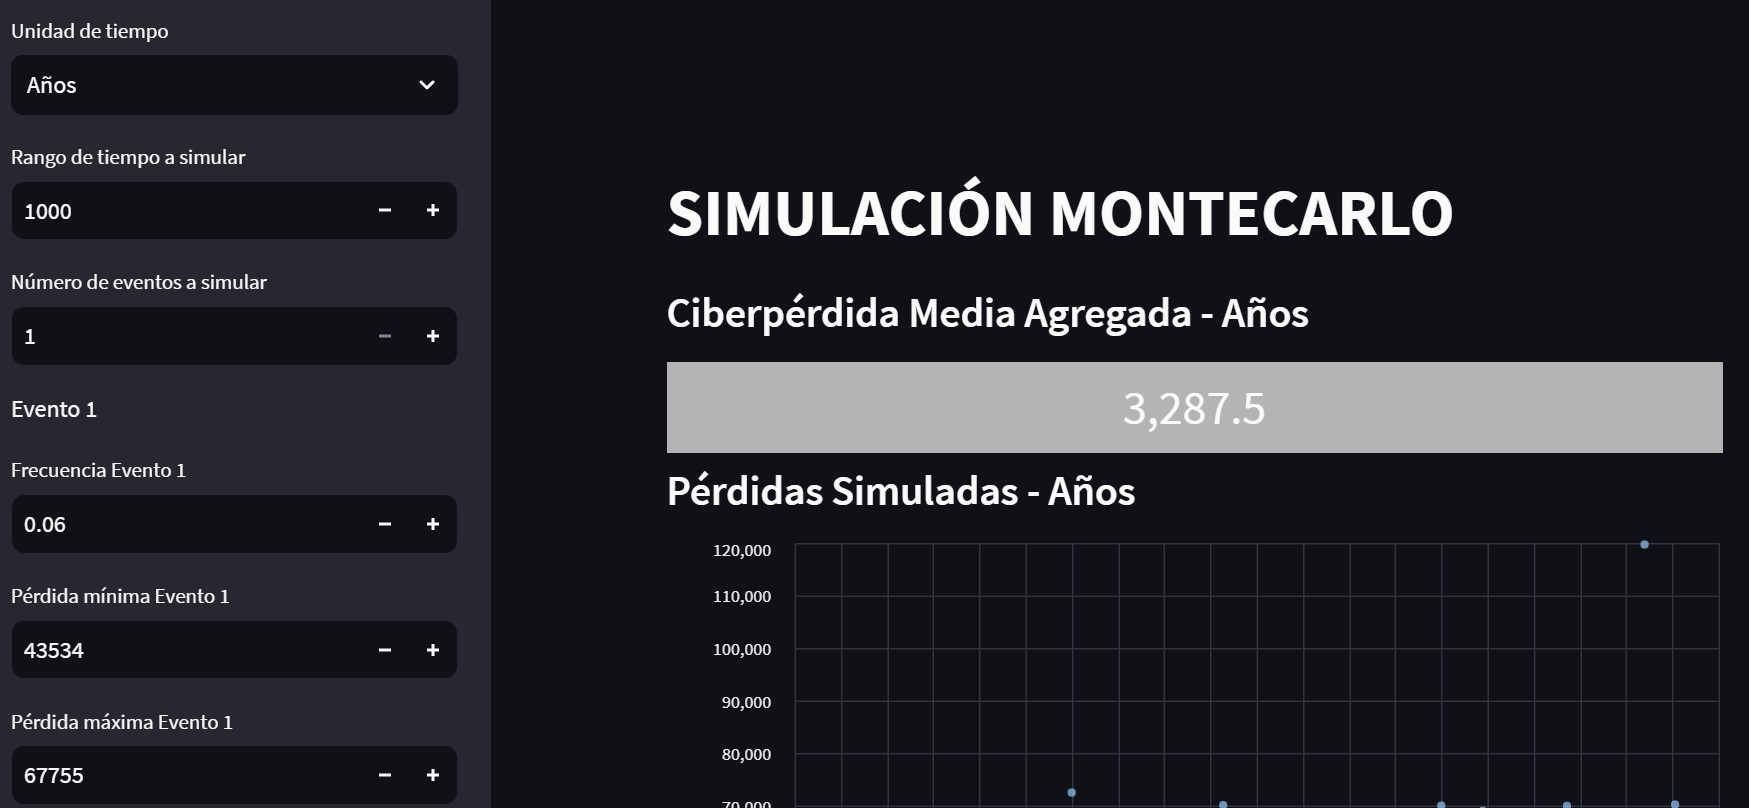 Unidad de tiempo
Años
Rango de tiempo a simular
1000
Número de eventos a simular
1
Evento 1
Frecuencia Evento 1
0.06
Pérdida mínima Evento 1
43534
Pérdida máxima Evento 1
67755
SIMULACIÓN MONTECARLO
Ciberpérdida Media Agregada - Años
3,287.5
Pérdidas Simuladas - Años
120,000
110,000
100,000
90,000
80,000
70,000